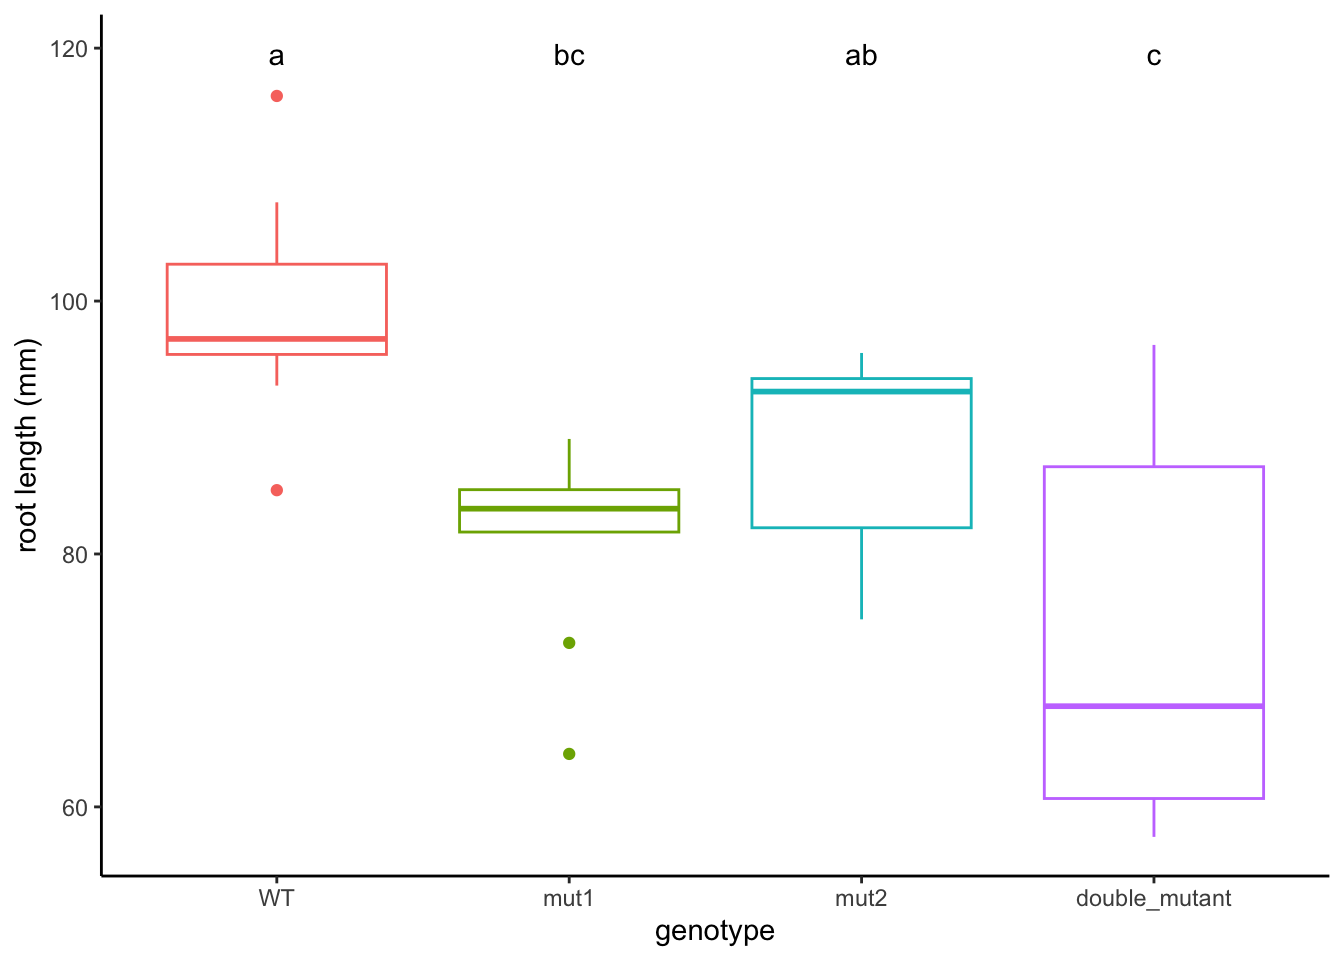 120
a
bc
ab
c
100
80
60
root length (mm)
WT
mut1
mut2
double_mutant
genotype